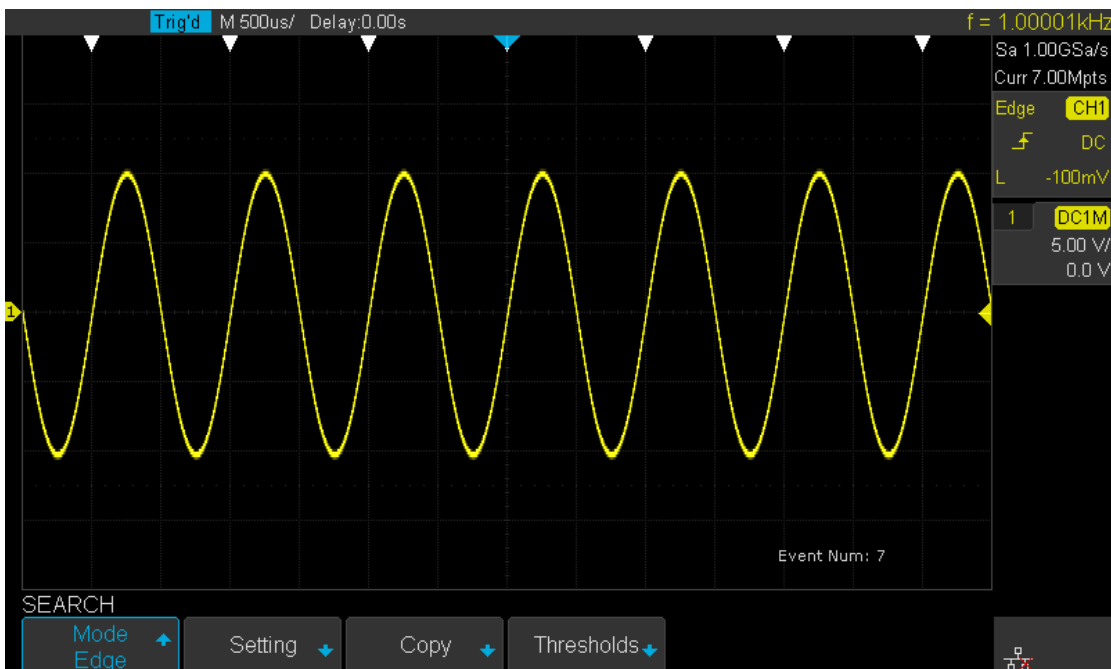 Trig'd M 500us/ Delay:0.00s f = 1.00001kHz
Sa 1.00GSa/s
Curr 7.00Mpts
Edge CH1
DC
L -100mV
1 DC1M
5.00 V/
0.0 V
1
Event Num: 7
SEARCH
Mode Setting Copy Thresholds
Edge